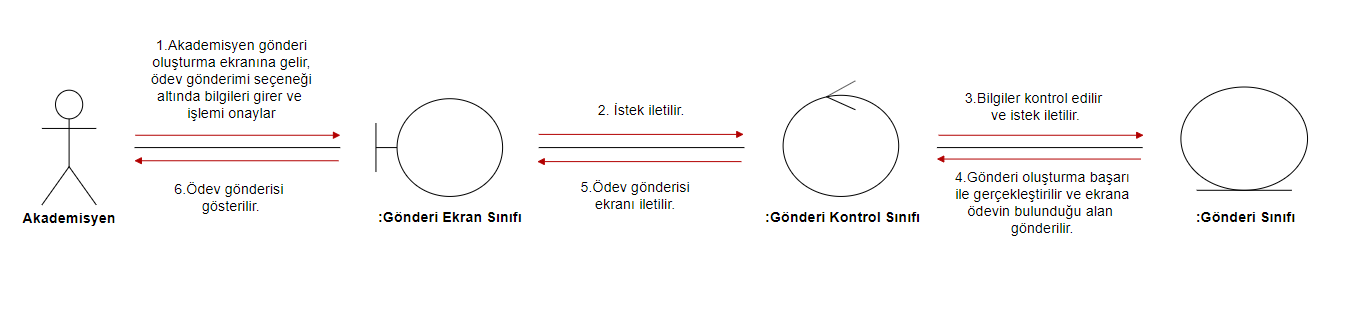 1.Akademisyen gönderi
oluşturma ekranına gelir,
ödev gönderimi seçeneği
altında bilgileri girer ve
işlemi onaylar
6.Ödev gönderisi
gösterilir.
Akademisyen
:Gönderi Ekran Sınıfı
2. İstek iletilir.
5.Ödev gönderisi
ekranı iletilir.
:Gönderi Kontrol Sınıfı
3.Bilgiler kontrol edilir
ve istek iletilir.
4.Gönderi oluşturma başarı
ile gerçekleştirilir ve ekrana
ödevin bulunduğu alan
gönderilir.
:Gönderi Sınıfı